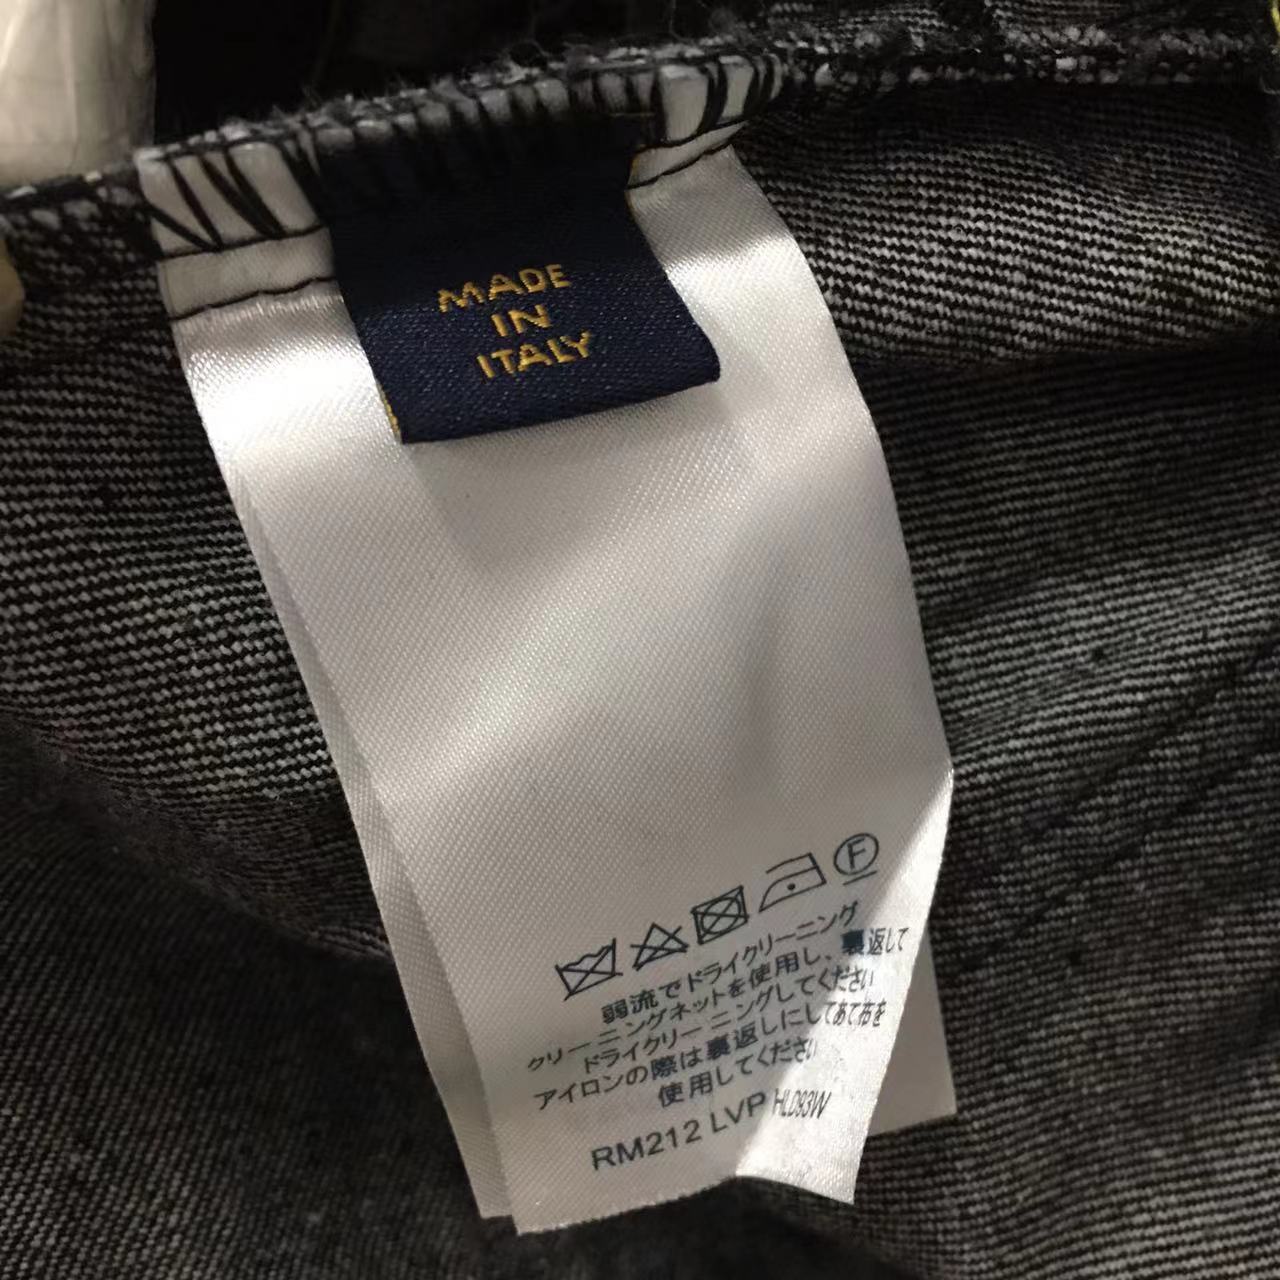 MADE
IN
ITALY
F
弱流でドライクリーニング
クリーニングネットを使用し、裏返して
ドライクリーニングしてください
アイロンの際は裏返しにしてあて布を
使用してください
RM212 LVP HLD93W